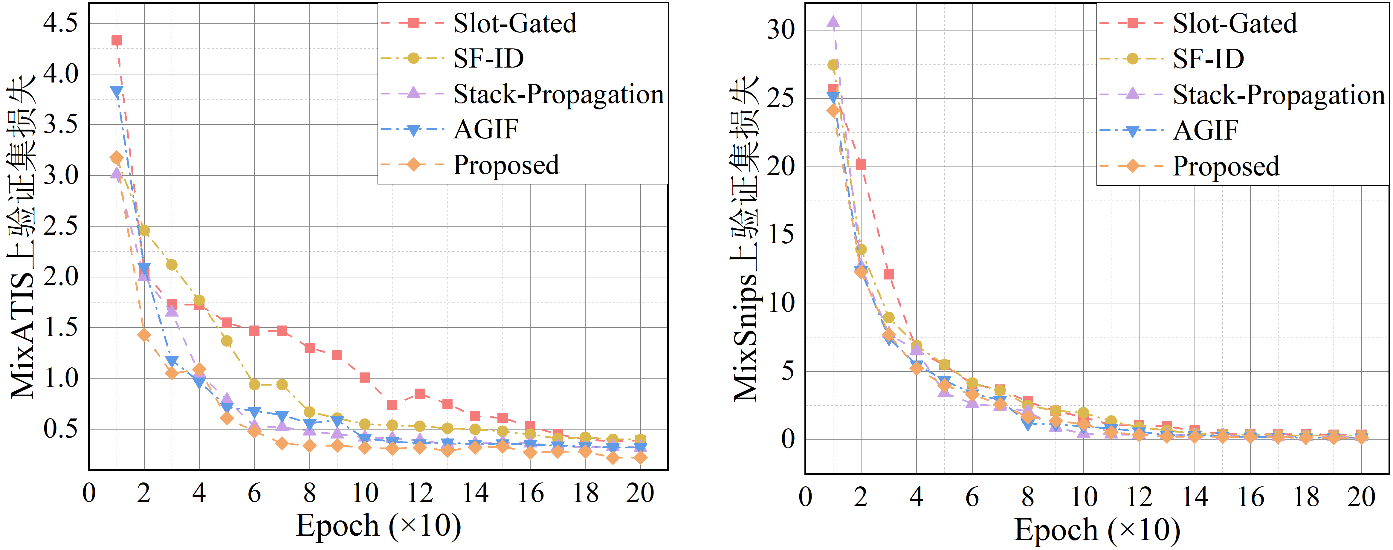 MixATIS上验证集损失
4.5
4.0
3.5
3.0
2.5
2.0
1.5
1.0
0.5
Slot-Gated
SF-ID
Stack-Propagation
AGIF
Proposed
0 2 4 6 8 10 12 14 16 18 20
Epoch (×10)
MixSnips上验证集损失
30
25
20
15
10
5
0
Slot-Gated
SF-ID
Stack-Propagation
AGIF
Proposed
0 2 4 6 8 10 12 14 16 18 20
Epoch (×10)